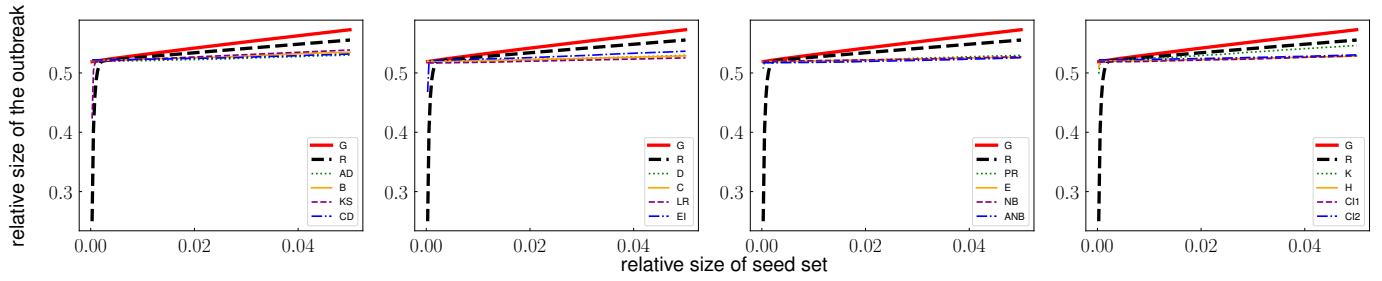 relative size of the outbreak
0.5
0.4
0.3
0.00
0.02
0.04
G
R
AD
B
KS
CD
0.5
0.4
0.3
0.00
0.02
0.04
G
R
D
C
LR
EI
0.5
0.4
0.3
0.00
0.02
0.04
G
R
PR
E
NB
ANB
0.5
0.4
0.3
0.00
0.02
0.04
G
R
K
H
CI1
CI2
relative size of seed set